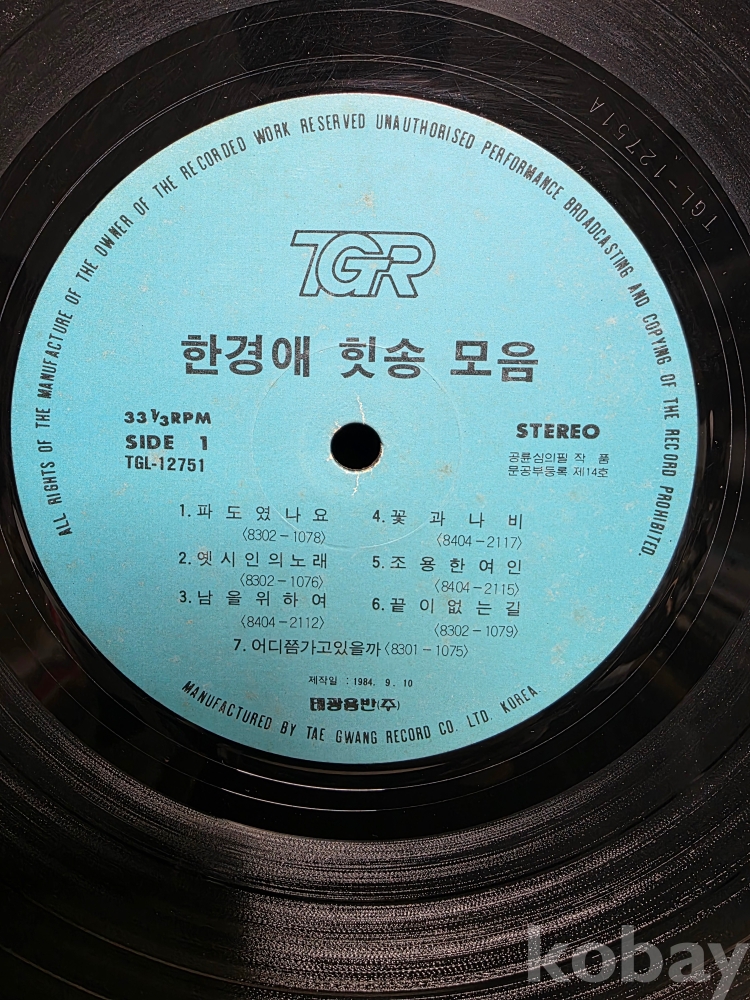 ALL RIGHTS OF THE MANUFACTURE OF THE OWNER OF THE RECORDED WORK RESERVED UNAUTHORISED PERFORMANCE BROADCASTING AND COPYING OF THE RECORD PROHIBITED.
TGL-12751A
TGR
한경애 힛송 모음
33 1/3 RPM
SIDE 1
TGL-12751
STEREO
공륜심의필 작품
문공부등록 제14호
1. 파도였나요
〈8302-1078〉
2. 옛시인의노래
〈8302-1076〉
3. 남을위하여
〈8404-2112〉
4. 꽃과나비
〈8404-2117〉
5. 조용한여인
〈8404-2115〉
6. 끝이없는길
〈8302-1079〉
7. 어디쯤가고있을까 〈8301-1075〉
제작일 : 1984. 9. 10
태광음반(주)
MANUFACTURED BY TAE GWANG RECORD CO. LTD. KOREA
kobay